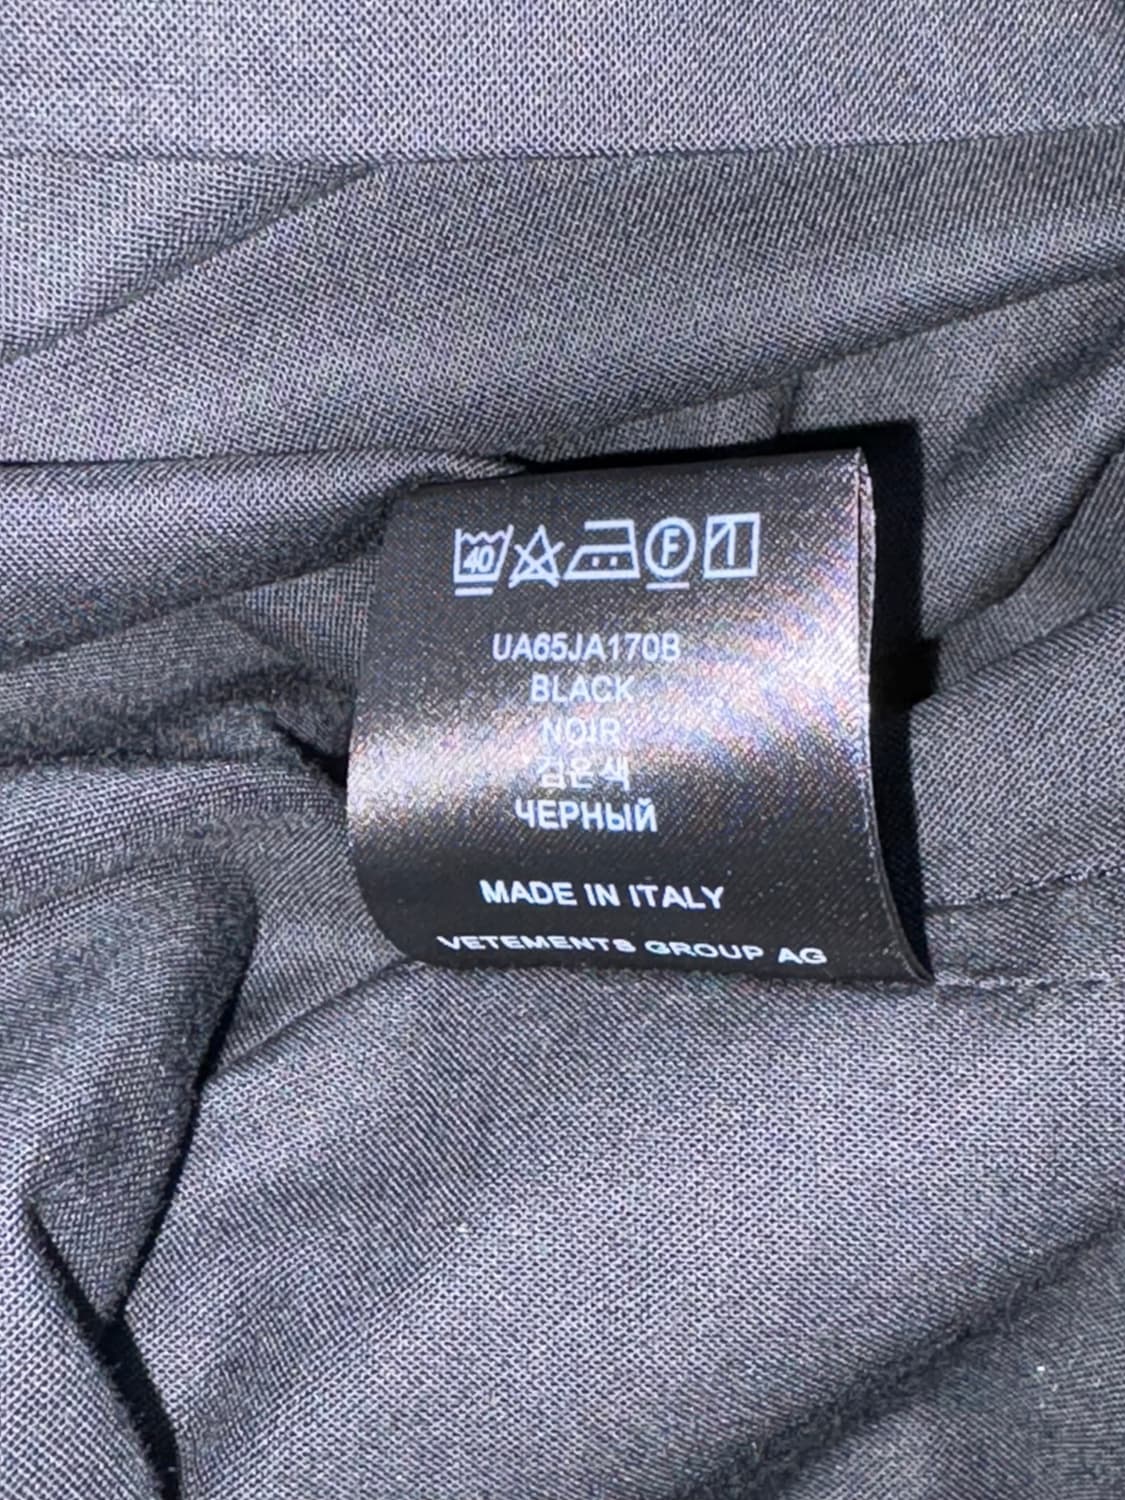 40 F
UA65JA170B
BLACK
NOIR
검은색
ЧЕРНЫЙ
MADE IN ITALY
VETEMENTS GROUP AG